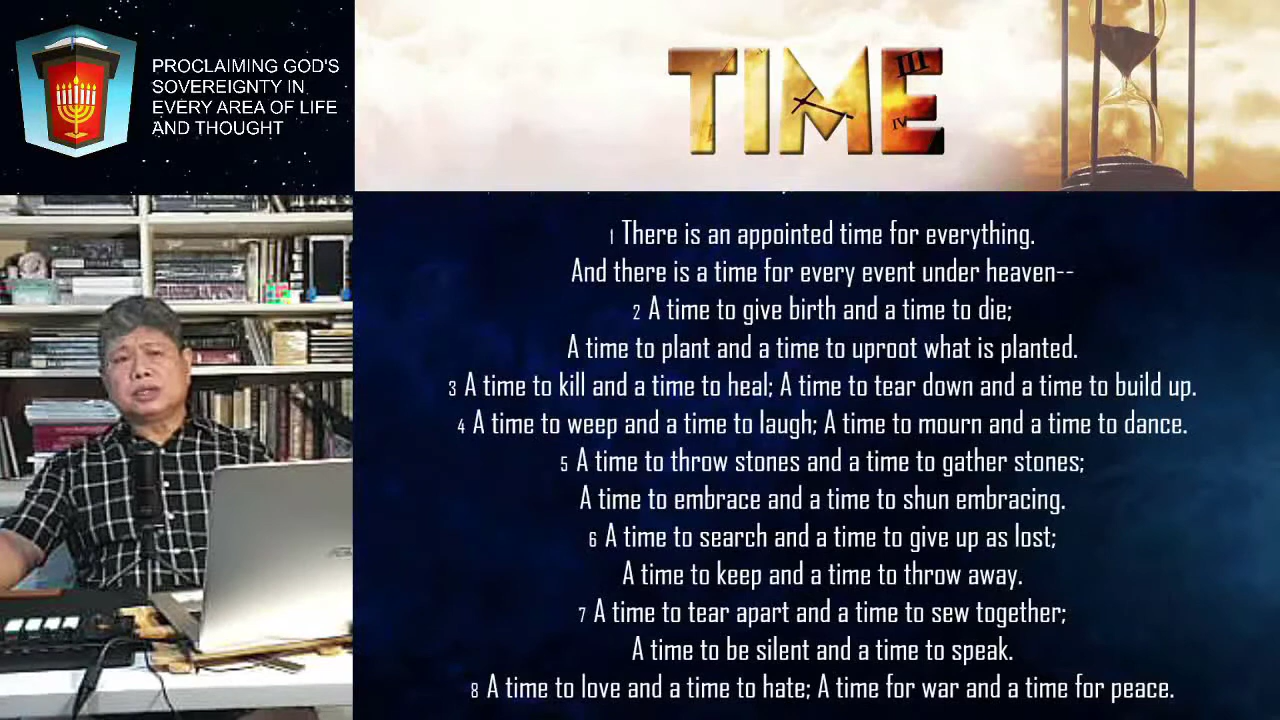 PROCLAIMING GOD'S
SOVEREIGNTY IN
EVERY AREA OF LIFE
AND THOUGHT
TIME
III
IV
1 There is an appointed time for everything.
And there is a time for every event under heaven--
2 A time to give birth and a time to die;
A time to plant and a time to uproot what is planted.
3 A time to kill and a time to heal; A time to tear down and a time to build up.
4 A time to weep and a time to laugh; A time to mourn and a time to dance.
5 A time to throw stones and a time to gather stones;
A time to embrace and a time to shun embracing.
6 A time to search and a time to give up as lost;
A time to keep and a time to throw away.
7 A time to tear apart and a time to sew together;
A time to be silent and a time to speak.
8 A time to love and a time to hate; A time for war and a time for peace.